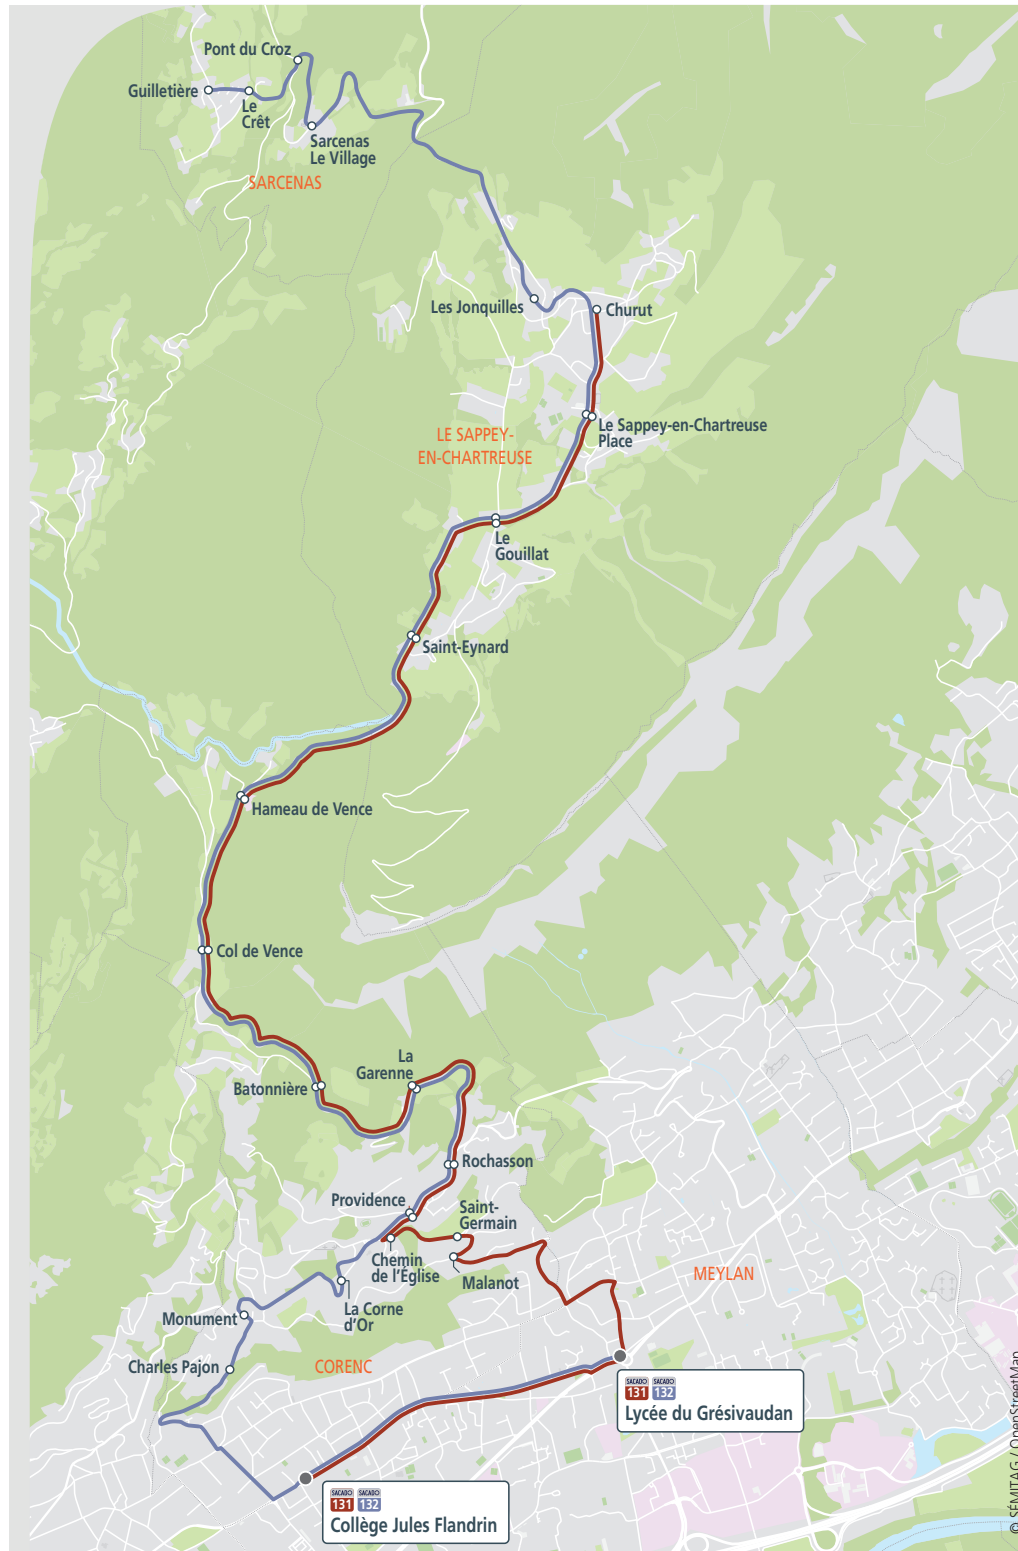 Pont du Croz
Guilletière
Le
Crêt
Sarcenas
Le Village
SARCENAS
Les Jonquilles
Churut
Le Sappey-en-Chartreuse
Place
LE SAPPEY-
EN-CHARTREUSE
Le
Gouillat
Saint-Eynard
Hameau de Vence
Col de Vence
La
Garenne
Batonnière
Rochasson
Providence
Saint-
Germain
Chemin
de l'Église
Malanot
MEYLAN
La Corne
d'Or
Monument
Charles Pajon
CORENC
SACADO SACADO
131 132
Lycée du Grésivaudan
SACADO SACADO
131 132
Collège Jules Flandrin
© SÉMITAG / OpenStreetMap